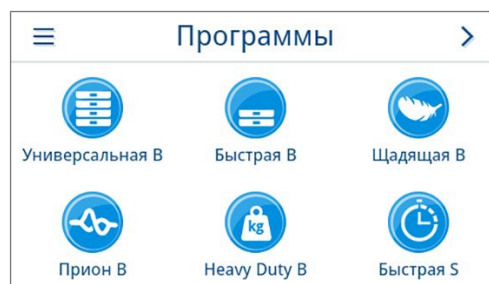 Программы
Универсальная B
Быстрая B
Щадящая B
kg
Прион B
Heavy Duty B
Быстрая S